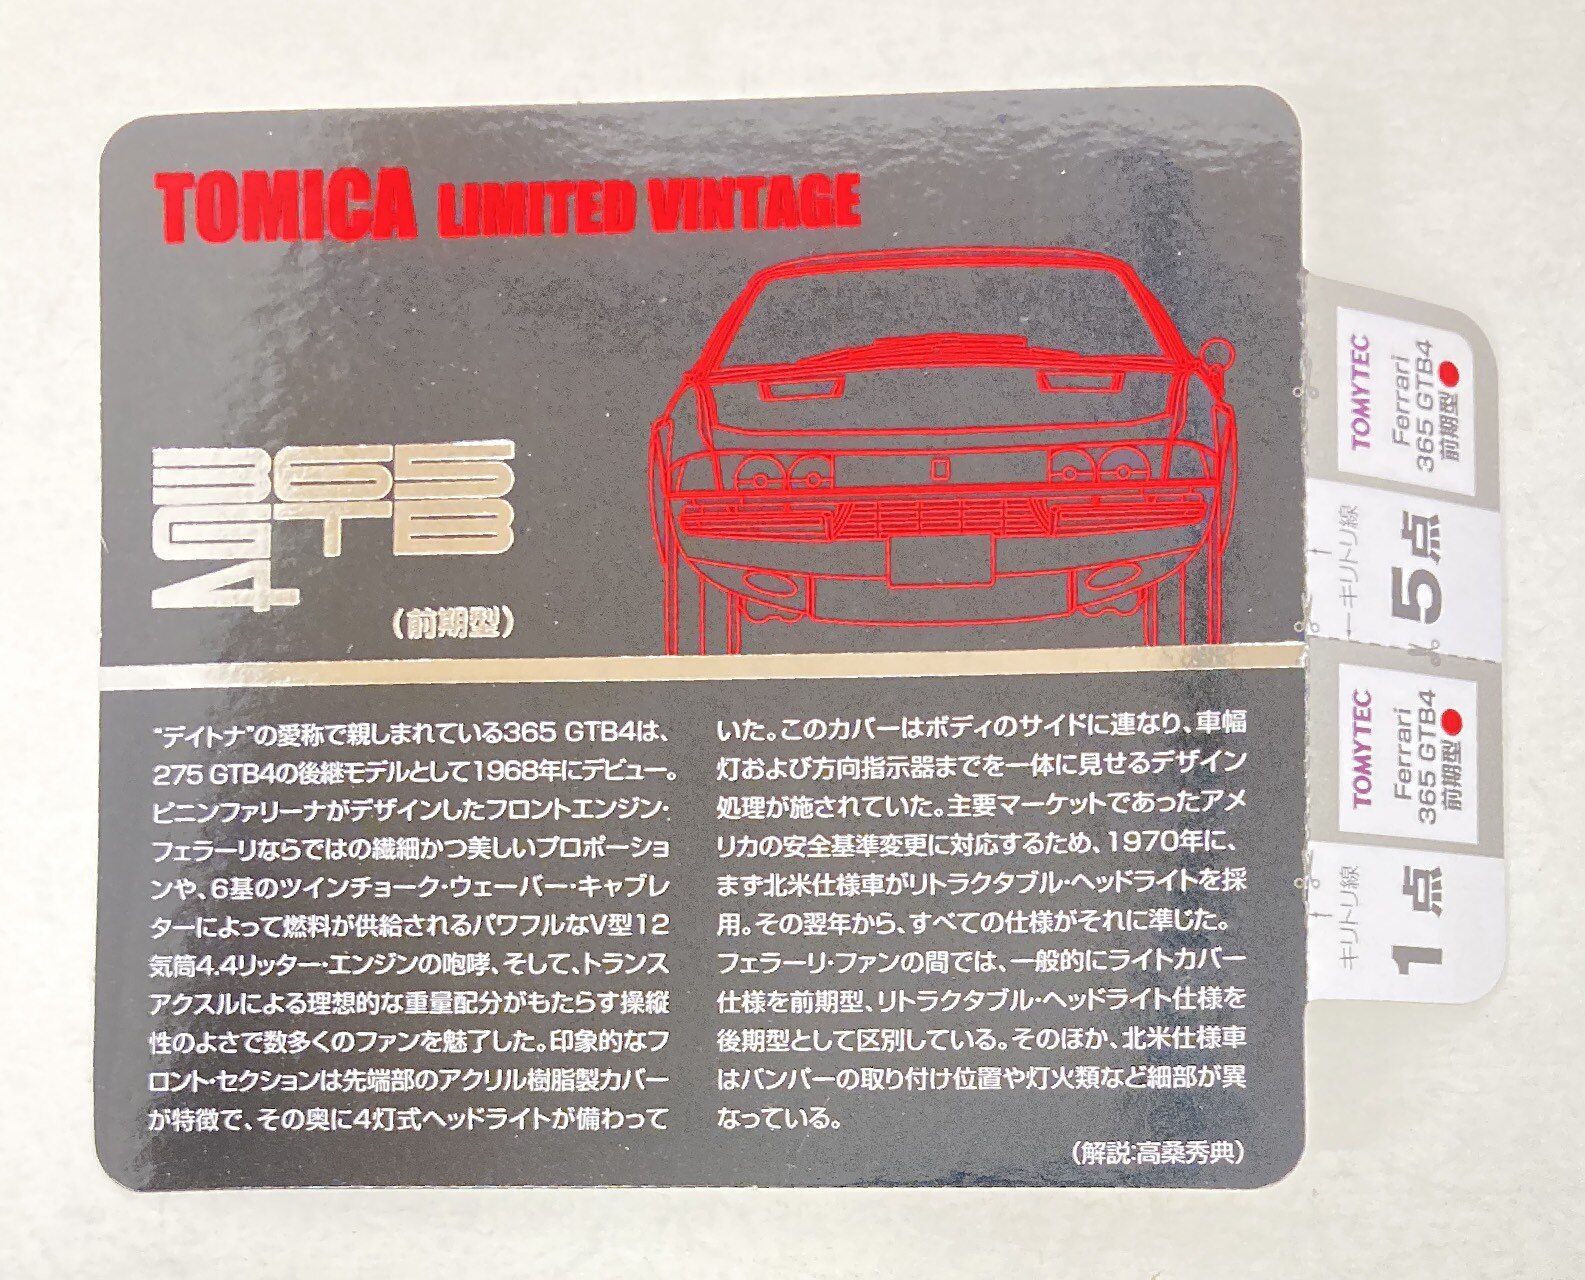 TOMICA LIMITED VINTAGE
365
GTB
4
(前期型)
“デイトナ”の愛称で親しまれている365 GTB4は、
275 GTB4の後継モデルとして1968年にデビュー。
ピニンファリーナがデザインしたフロントエンジン・
フェラーリならではの繊細かつ美しいプロポーショ
ンや、6基のツインチョーク・ウェーバー・キャブレ
ターによって燃料が供給されるパワフルなV型12
気筒4.4リッター・エンジンの咆哮、そして、トランス
アクスルによる理想的な重量配分がもたらす操縦
性のよさで数多くのファンを魅了した。印象的なフ
ロント・セクションは先端部のアクリル樹脂製カバー
が特徴で、その奥に4灯式ヘッドライトが備わって
いた。このカバーはボディのサイドに連なり、車幅
灯および方向指示器までを一体に見せるデザイン
処理が施されていた。主要マーケットであったアメ
リカの安全基準変更に対応するため、1970年に、
まず北米仕様車がリトラクタブル・ヘッドライトを採
用。その翌年から、すべての仕様がそれに準じた。
フェラーリ・ファンの間では、一般的にライトカバー
仕様を前期型、リトラクタブル・ヘッドライト仕様を
後期型として区別している。そのほか、北米仕様車
はバンパーの取り付け位置や灯火類など細部が異
なっている。
(解説:高桑秀典)
TOMYTEC
Ferrari
365 GTB4
前期型●
←キリトリ線→
5点
TOMYTEC
Ferrari
365 GTB4
前期型●
キリトリ線→
1点